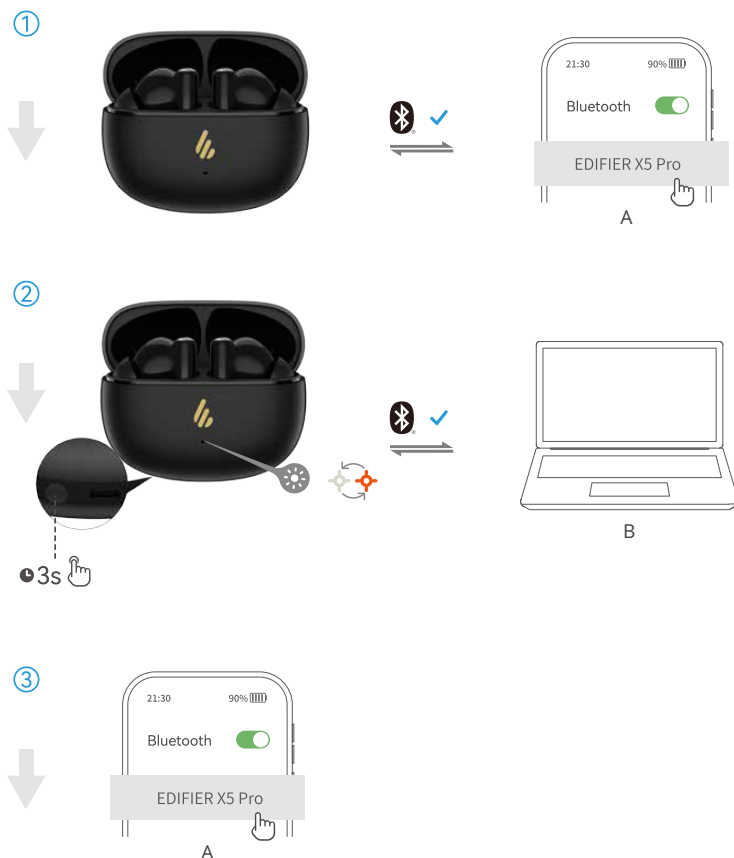 ①
21:30 90%
Bluetooth
EDIFIER X5 Pro
A
②
3s
B
③
21:30 90%
Bluetooth
EDIFIER X5 Pro
A